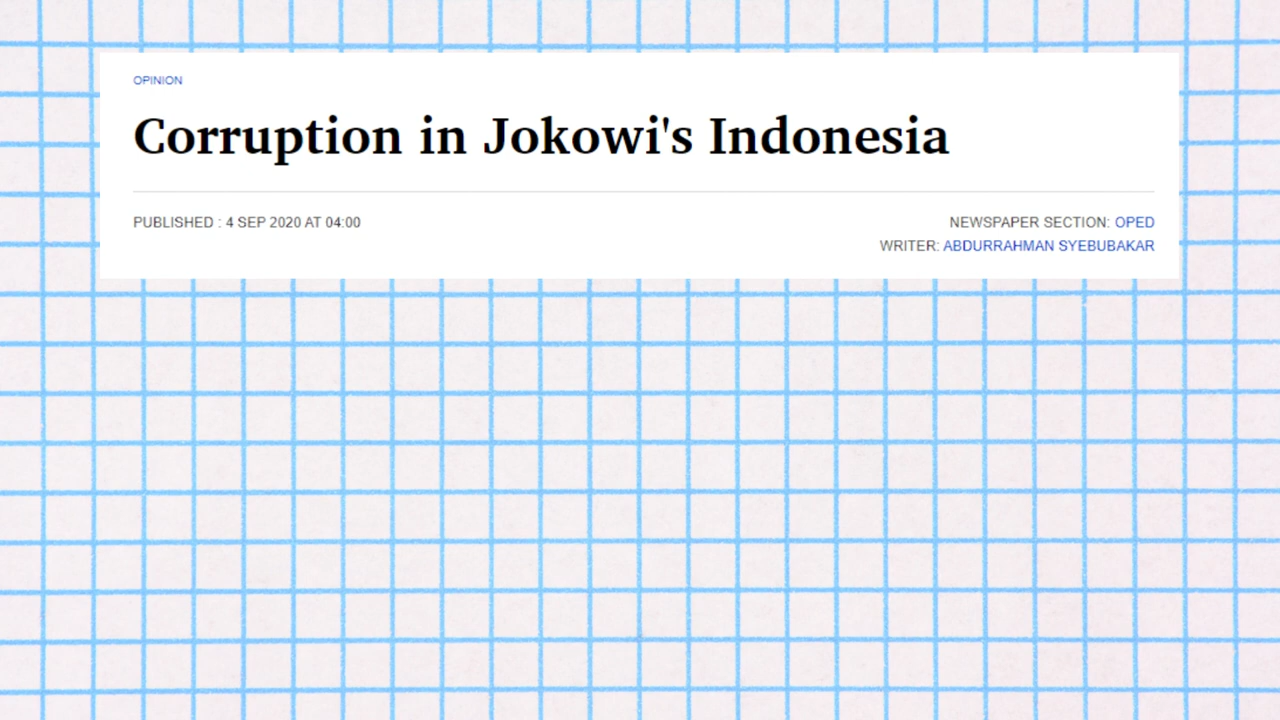 OPINION
Corruption in Jokowi's Indonesia
PUBLISHED : 4 SEP 2020 AT 04:00
NEWSPAPER SECTION: OPED
WRITER: ABDURRAHMAN SYEBUBAKAR